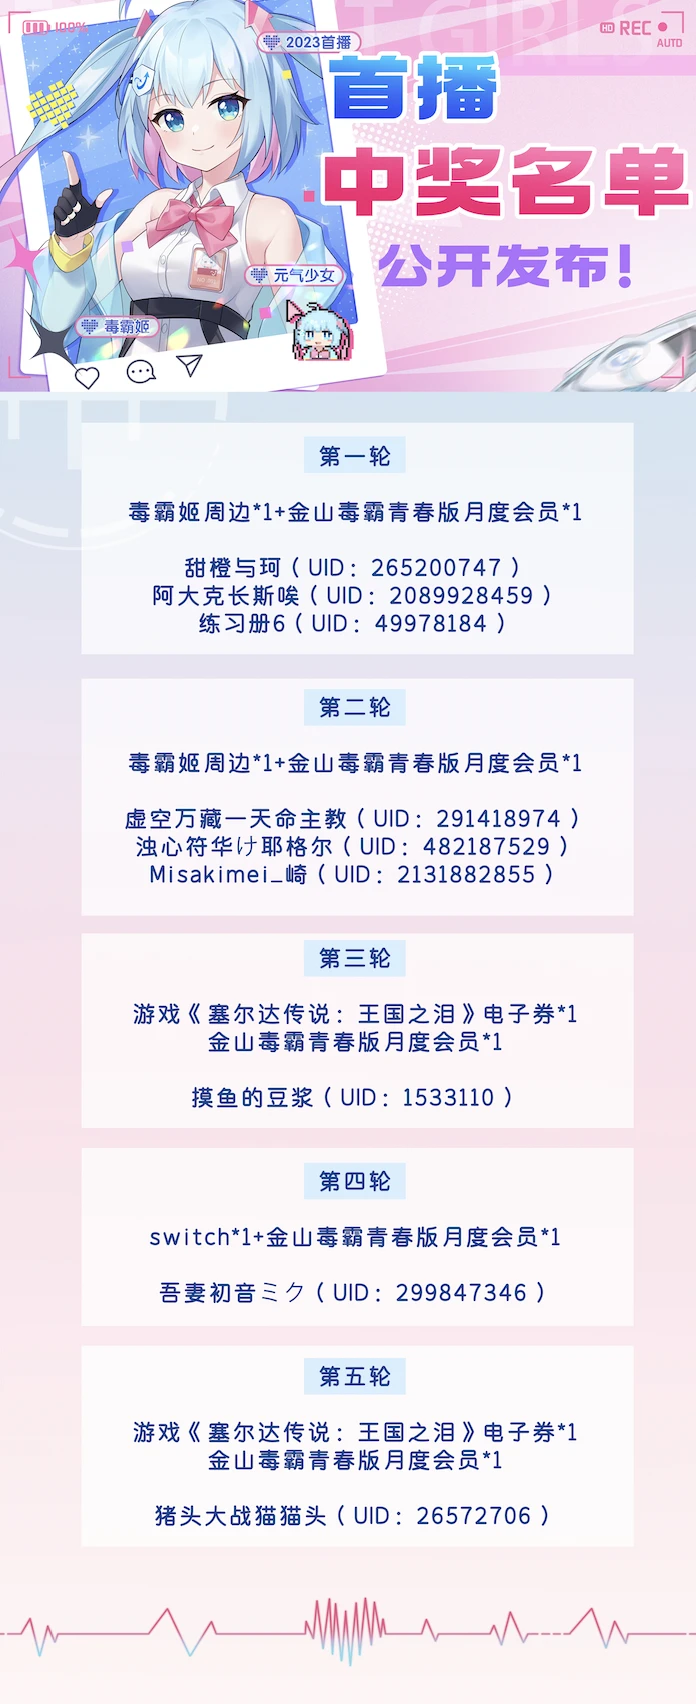 100%
HD REC
AUTO
2023首播
首播
中奖名单
公开发布!
元气少女
毒霸姬
第一轮
毒霸姬周边*1+金山毒霸青春版月度会员*1
甜橙与珂（UID：265200747）
阿大克长斯唉（UID：2089928459）
练习册6（UID：49978184）
第二轮
毒霸姬周边*1+金山毒霸青春版月度会员*1
虚空万藏一天命主教（UID：291418974）
浊心符华け耶格尔（UID：482187529）
Misakimei_崎（UID：2131882855）
第三轮
游戏《塞尔达传说：王国之泪》电子券*1
金山毒霸青春版月度会员*1
摸鱼的豆浆（UID：1533110）
第四轮
switch*1+金山毒霸青春版月度会员*1
吾妻初音ミク（UID：299847346）
第五轮
游戏《塞尔达传说：王国之泪》电子券*1
金山毒霸青春版月度会员*1
猪头大战猫猫头（UID：26572706）